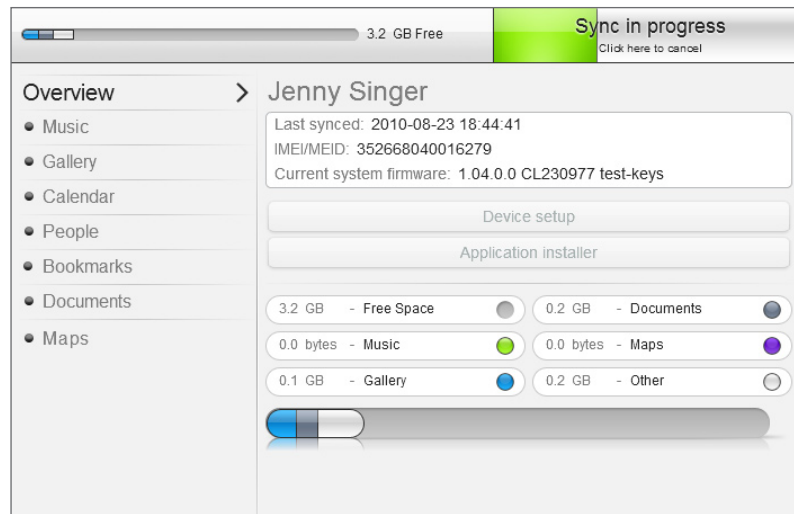 3.2 GB Free
Sync in progress
Click here to cancel
Overview
Music
Gallery
Calendar
People
Bookmarks
Documents
Maps
Jenny Singer
Last synced: 2010-08-23 18:44:41
IMEI/MEID: 352668040016279
Current system firmware: 1.04.0.0 CL230977 test-keys
Device setup
Application installer
3.2 GB - Free Space
0.2 GB - Documents
0.0 bytes - Music
0.0 bytes - Maps
0.1 GB - Gallery
0.2 GB - Other